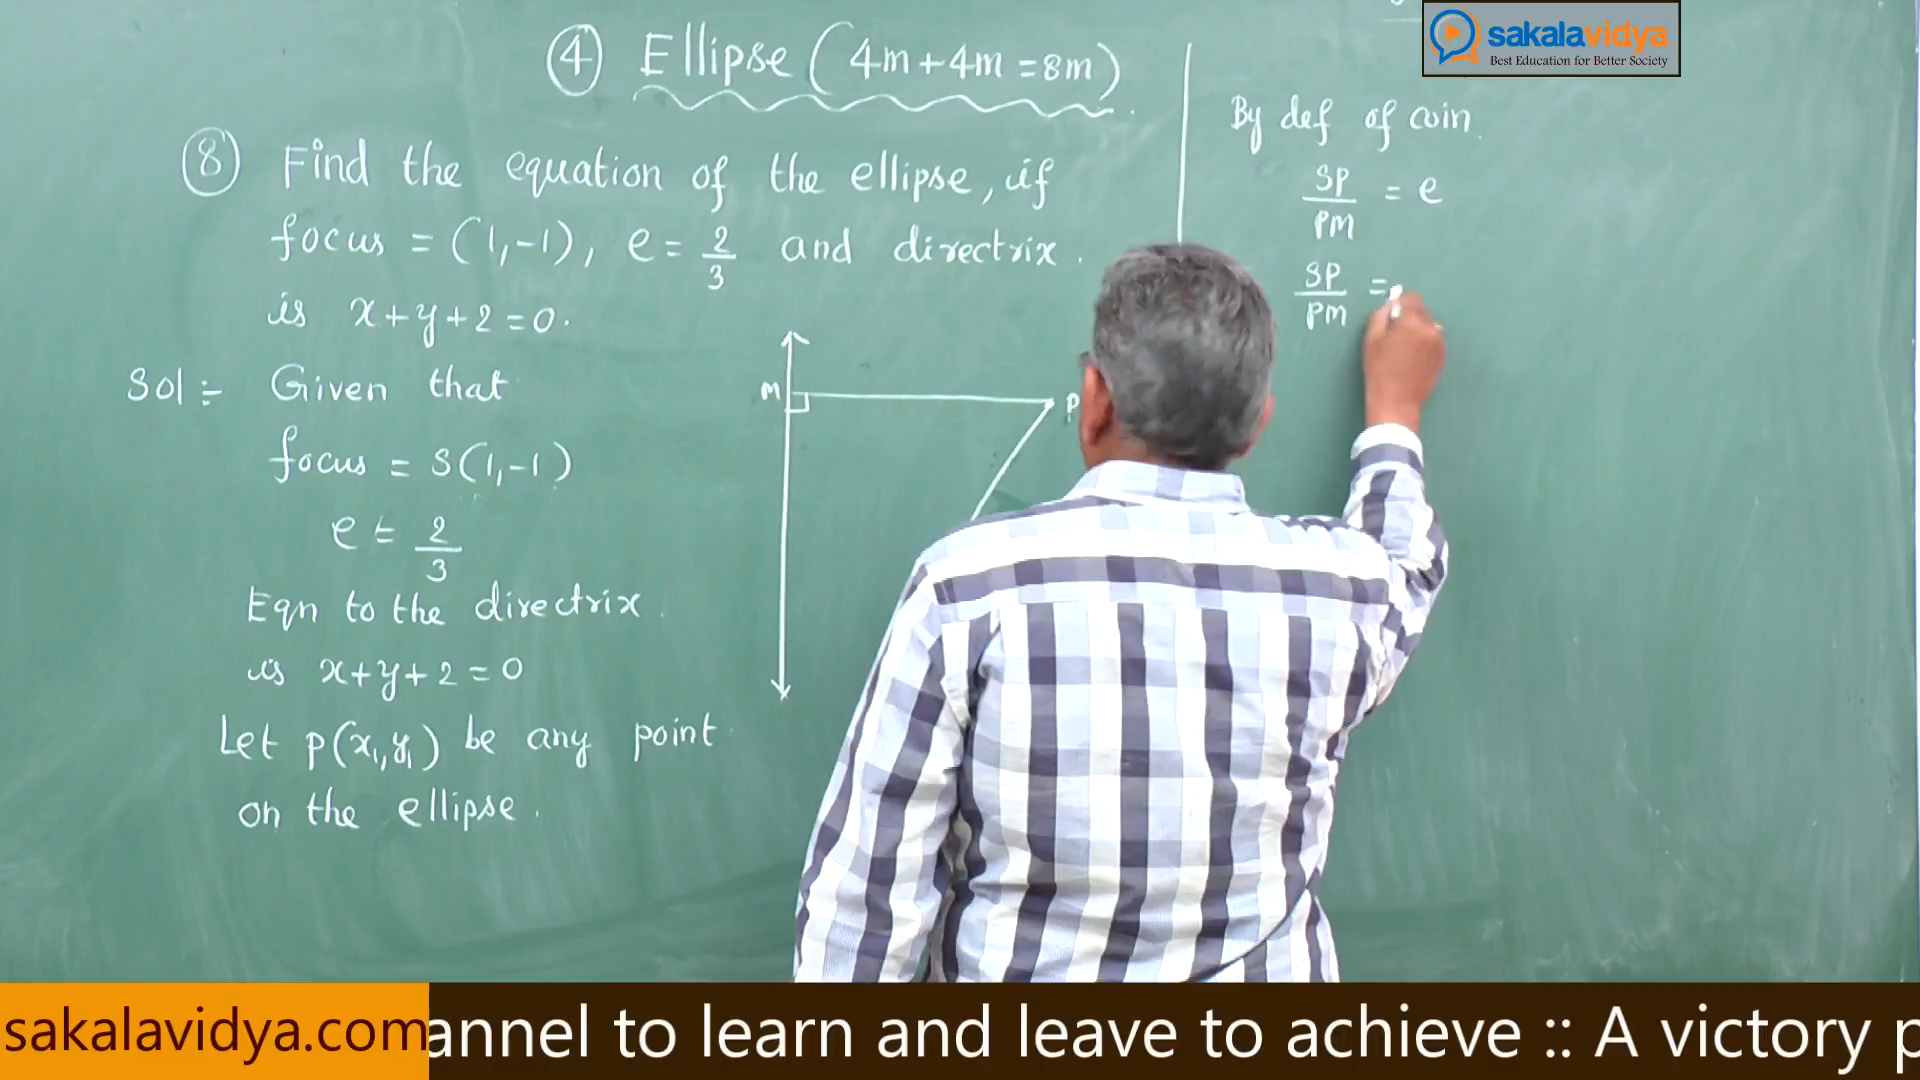 ④ Ellipse (4m+4m=8m)
⑧ Find the equation of the ellipse, if
focus = (1,-1), e = 2/3 and directrix
is x+y+2=0.
Sol:- Given that
focus = S(1,-1)
e = 2/3
Eqn to the directrix
is x+y+2=0
Let P(x₁,y₁) be any point
on the ellipse.
M
P
By def of coin
SP/PM = e
SP/PM =
sakalavidya
Best Education for Better Society
sakalavidya.com
annel to learn and leave to achieve :: A victory p